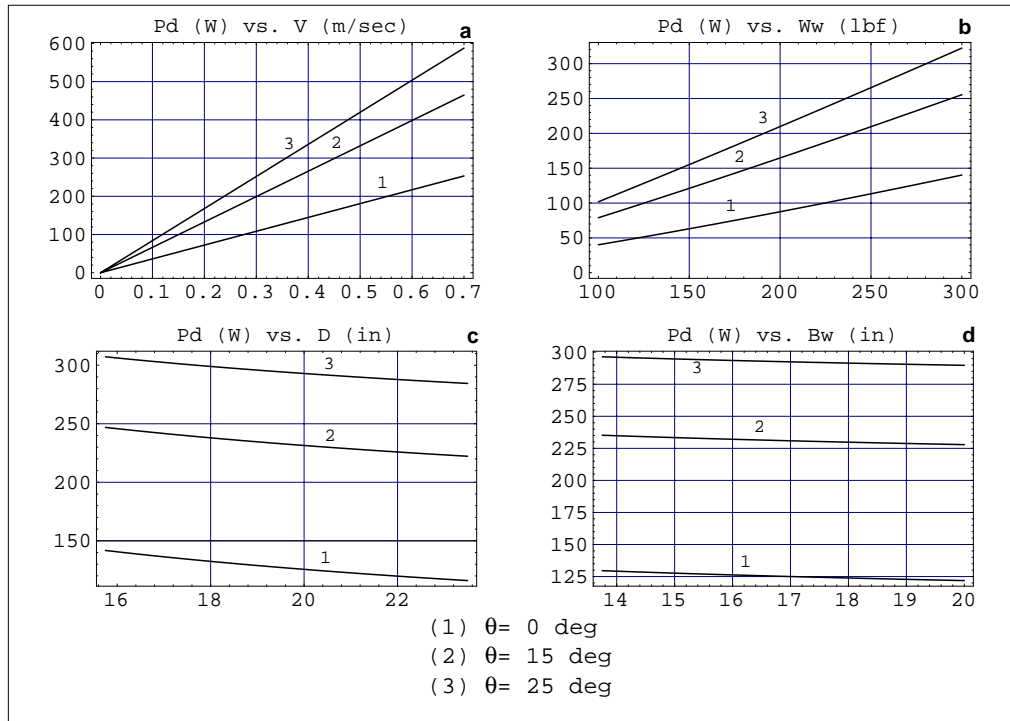 Pd (W) vs. V (m/sec)
a
600
500
400
300
200
100
0
3
2
1
0 0.1 0.2 0.3 0.4 0.5 0.6 0.7
Pd (W) vs. Ww (lbf)
b
300
250
200
150
100
50
0
3
2
1
100 150 200 250 300
Pd (W) vs. D (in)
c
300
250
200
150
3
2
1
16 18 20 22
Pd (W) vs. Bw (in)
d
300
275
250
225
200
175
150
125
3
2
1
14 15 16 17 18 19 20
(1) θ= 0 deg
(2) θ= 15 deg
(3) θ= 25 deg